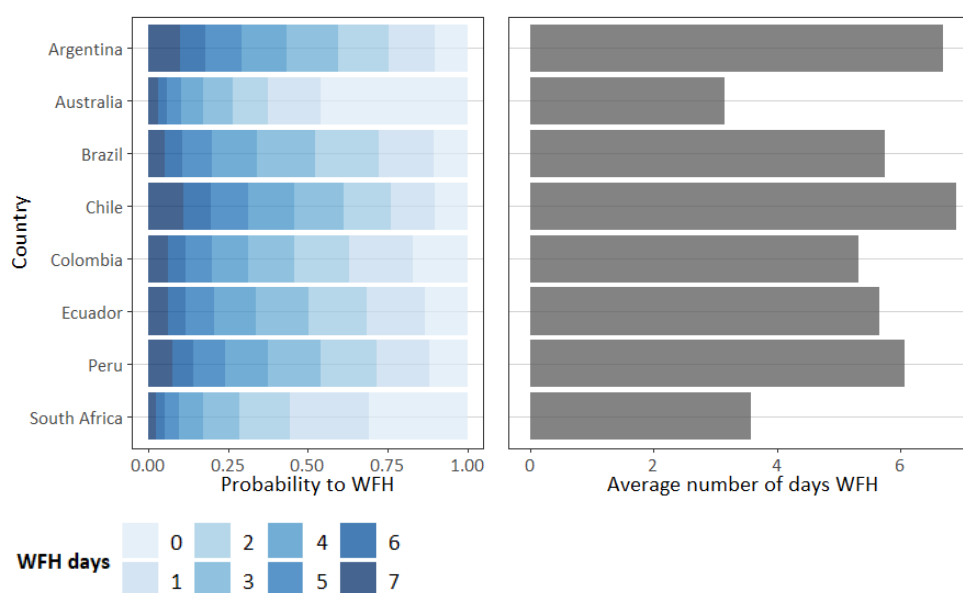 Country
Argentina
Australia
Brazil
Chile
Colombia
Ecuador
Peru
South Africa
0.00 0.25 0.50 0.75 1.00
Probability to WFH
0 2 4 6
Average number of days WFH
WFH days
0 2 4 6
1 3 5 7